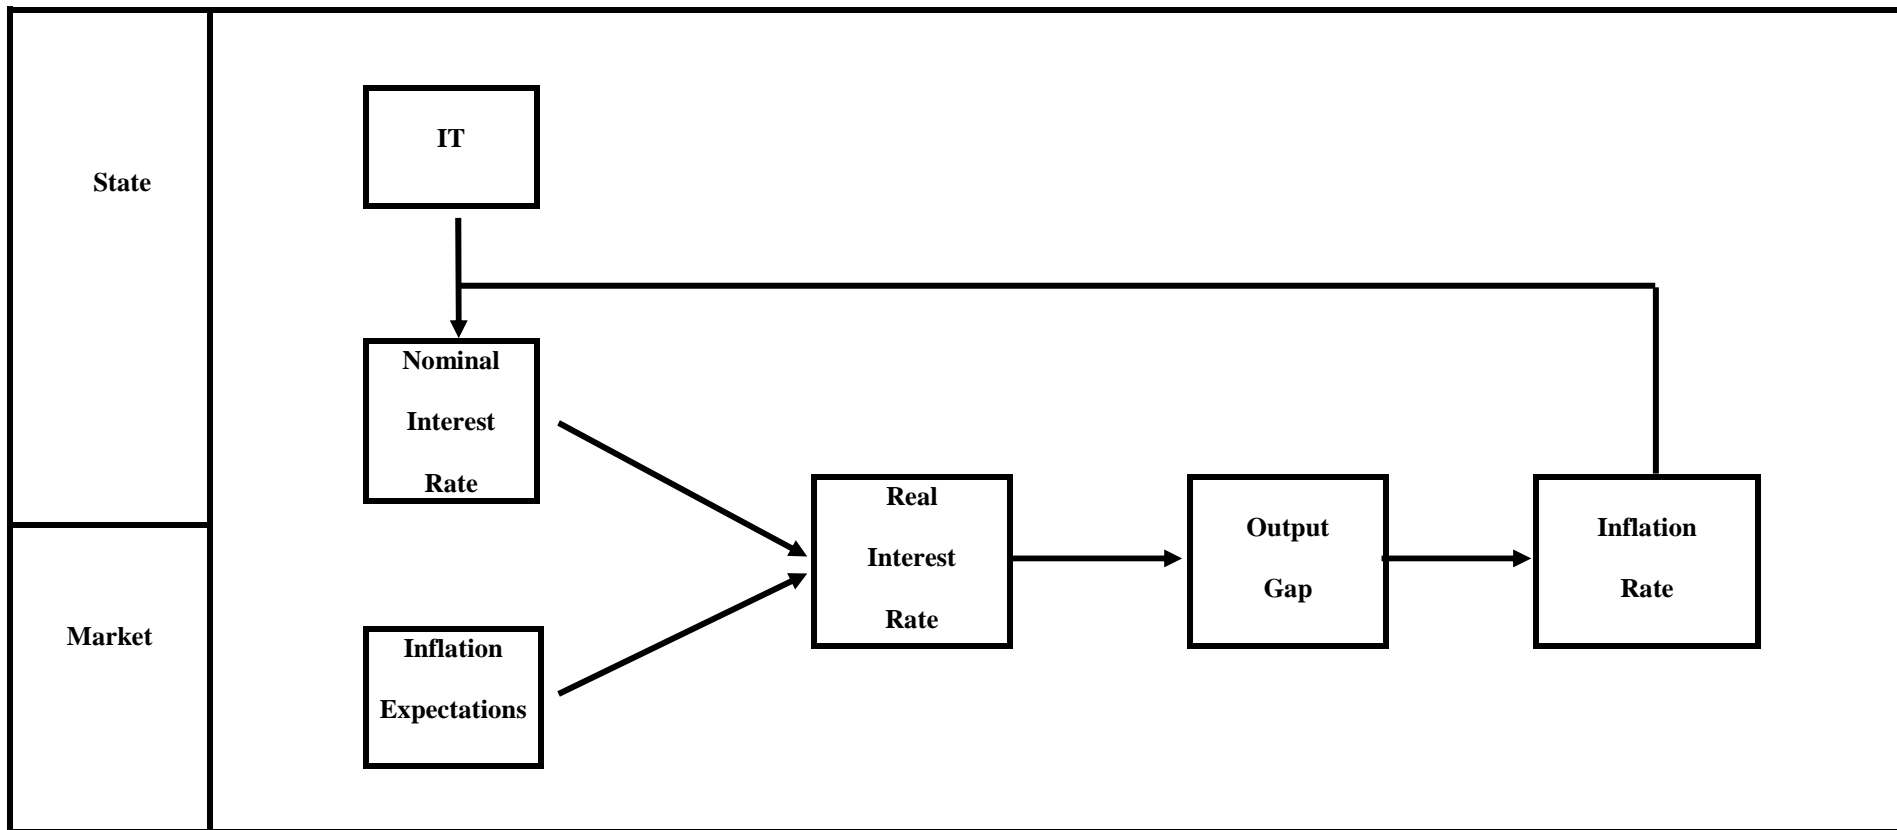 State
IT
Nominal
Interest
Rate
Market
Inflation
Expectations
Real
Interest
Rate
Output
Gap
Inflation
Rate